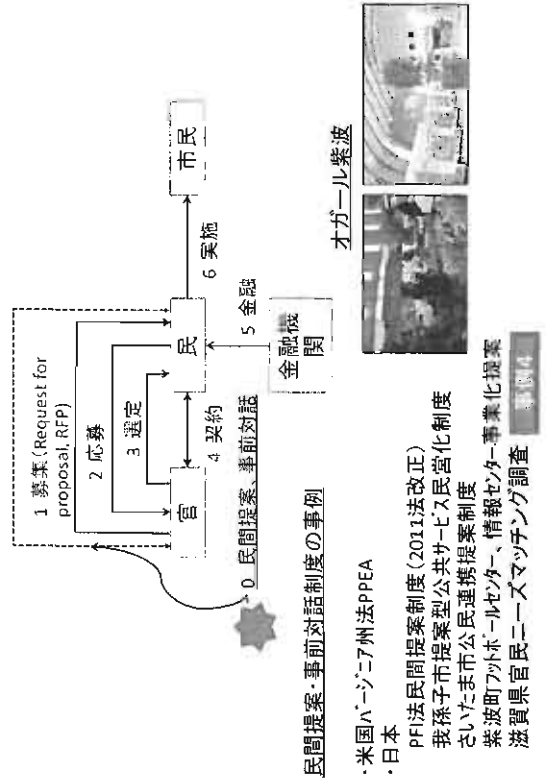 1 募集(Request for
proposal, RFP)
2 応募
3 選定
官
民
市民
4 契約
6 実施
5 金融
金融機
関
0 民間提案、事前対話
民間提案・事前対話制度の事例
・米国バージニア州法PPEA
・日本
PFI法民間提案制度(2011法改正)
我孫子市提案型公共サービス民営化制度
さいたま市公民連携提案制度
紫波町フットボールセンター、情報センター事業化提案
滋賀県官民ニーズマッチング調査
事例4
オガール紫波